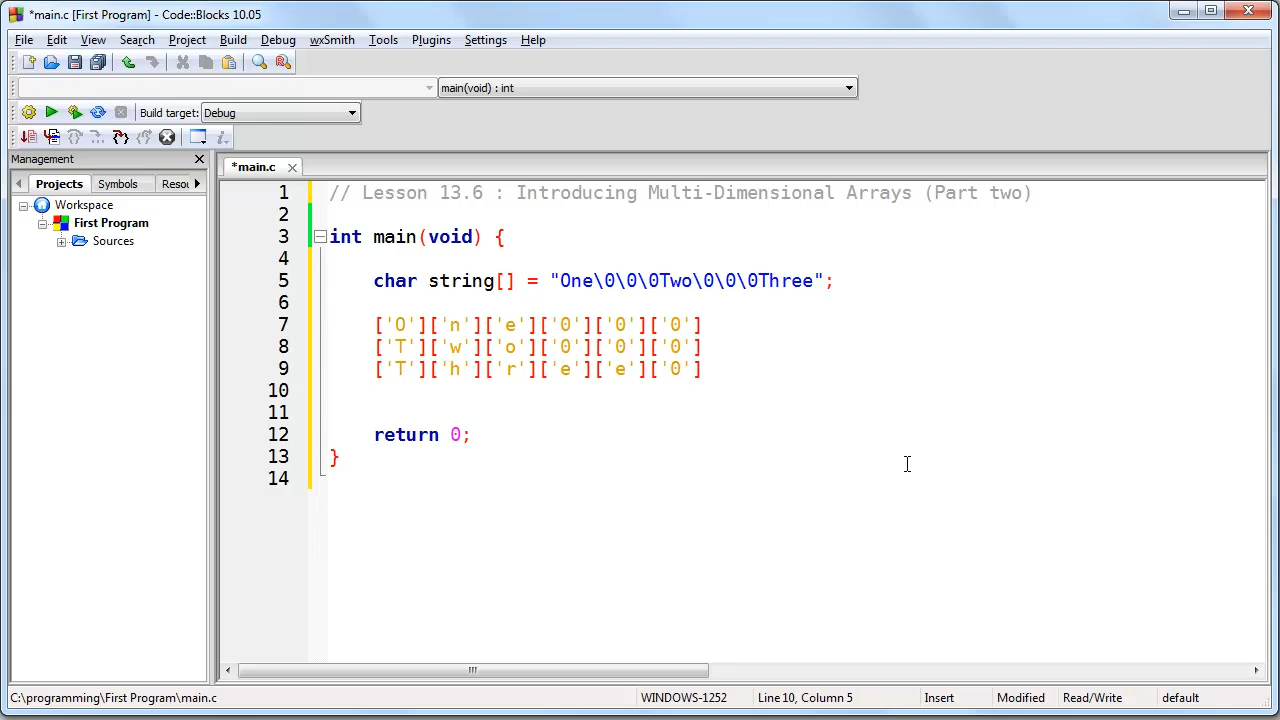 *main.c [First Program] - Code::Blocks 10.05
File Edit View Search Project Build Debug wxSmith Tools Plugins Settings Help
main(void) : int
Build target: Debug
Management
*main.c
Projects Symbols Resou
Workspace
First Program
Sources
1 // Lesson 13.6 : Introducing Multi-Dimensional Arrays (Part two)
2
3 int main(void) {
4
5 char string[] = "One\0\0\0Two\0\0\0Three";
6
7 ['O']['n']['e']['0']['0']['0']
8 ['T']['w']['o']['0']['0']['0']
9 ['T']['h']['r']['e']['e']['0']
10
11
12 return 0;
13 }
14
C:\programming\First Program\main.c WINDOWS-1252 Line 10, Column 5 Insert Modified Read/Write default